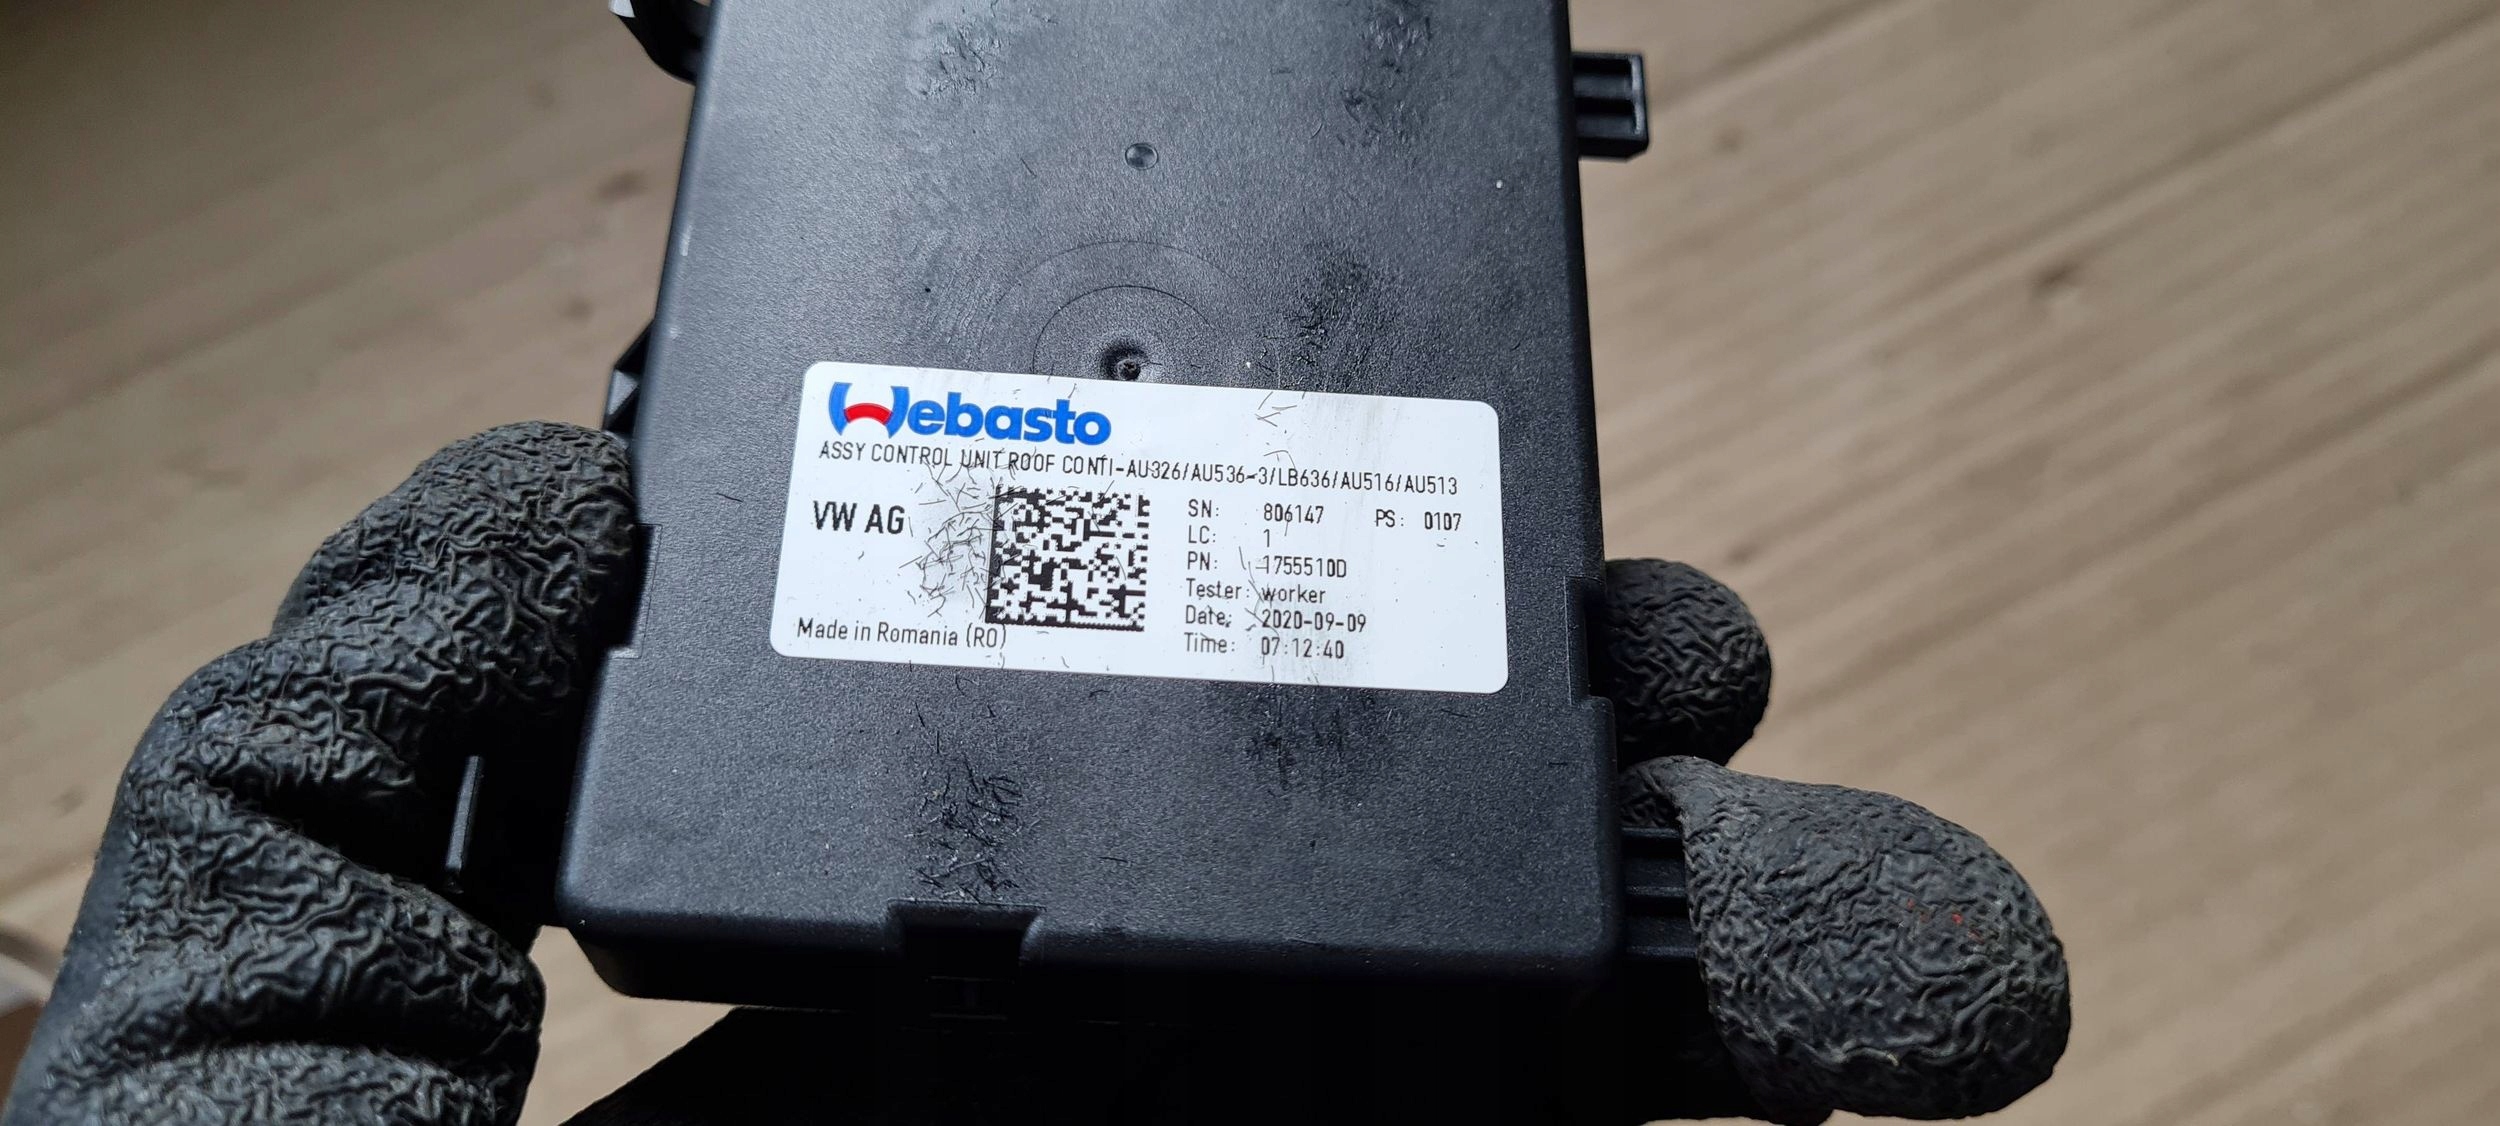 Webasto
ASSY CONTROL UNIT ROOF CONTI-AU326/AU536-3/LB636/AU516/AU513
VW AG
SN: 806147 PS: 0107
LC: 1
PN: 1755510D
Tester: worker
Date: 2020-09-09
Time: 07:12:40
Made in Romania (RO)